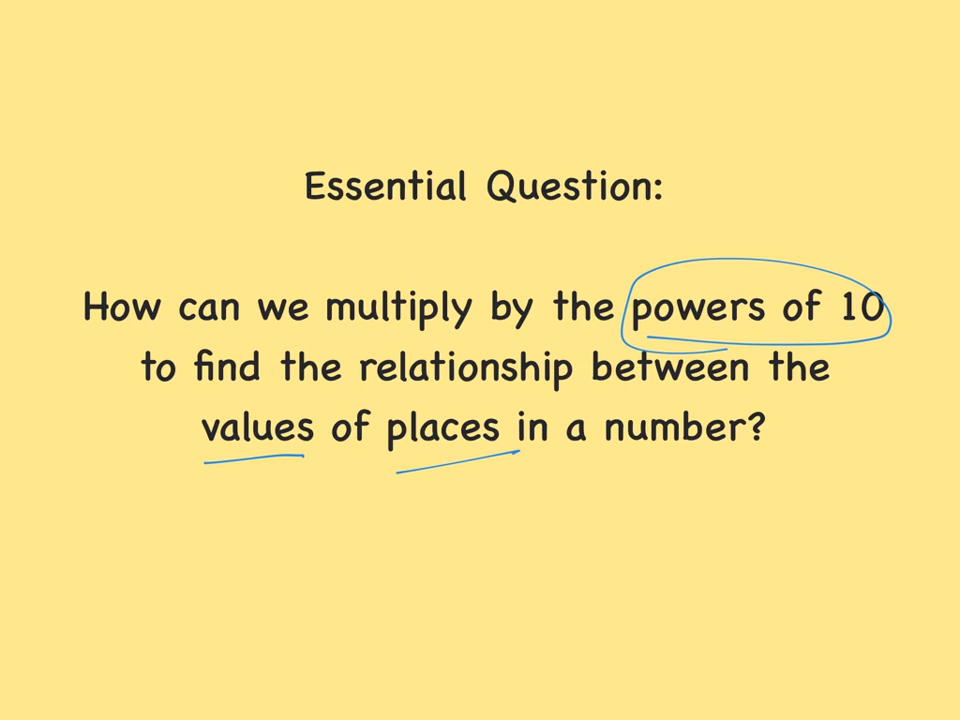 Essential Question:
How can we multiply by the powers of 10
to find the relationship between the
values of places in a number?